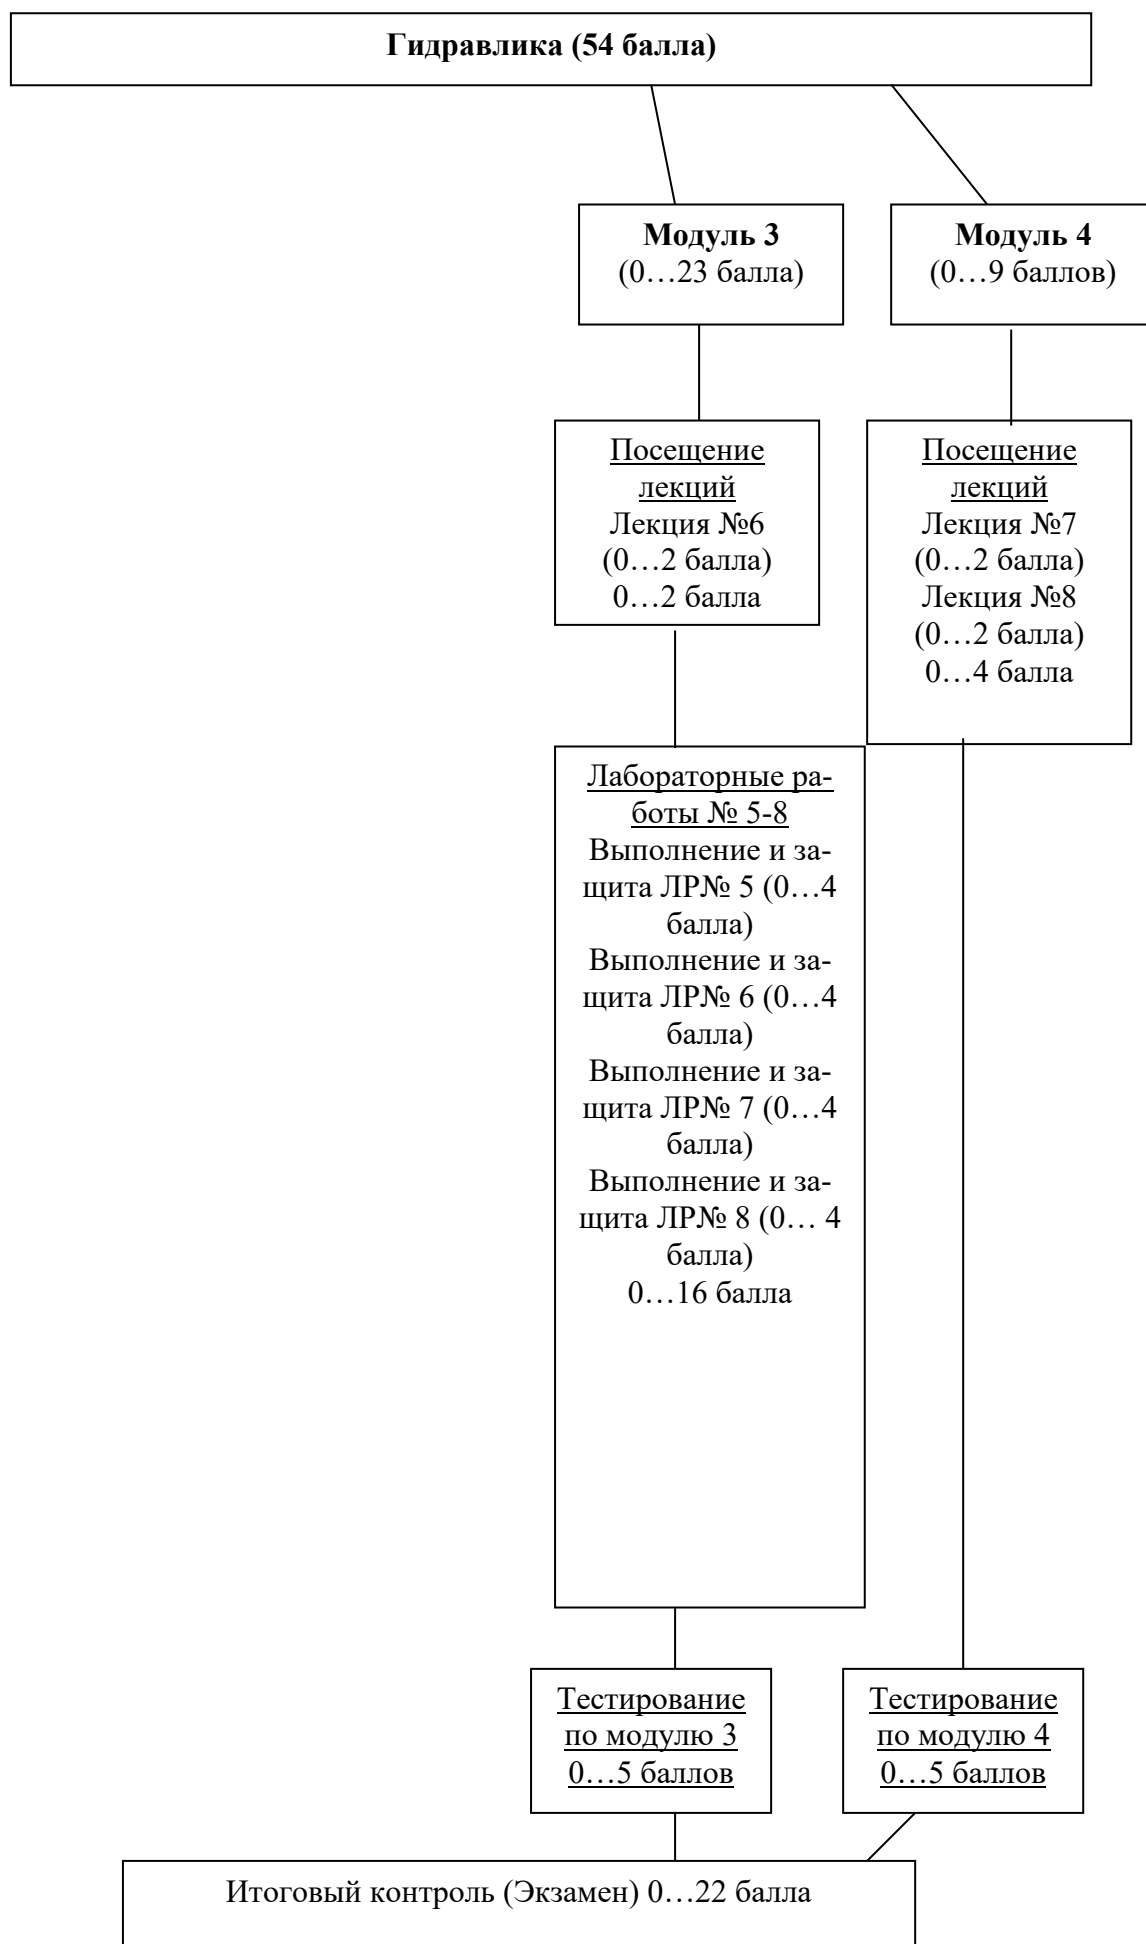 Гидравлика (54 балла)
Модуль 3
(0…23 балла)
Модуль 4
(0…9 баллов)
Посещение
лекций
Лекция №6
(0…2 балла)
0…2 балла
Посещение
лекций
Лекция №7
(0…2 балла)
Лекция №8
(0…2 балла)
0…4 балла
Лабораторные ра-
боты № 5-8
Выполнение и за-
щита ЛР№ 5 (0…4
балла)
Выполнение и за-
щита ЛР№ 6 (0…4
балла)
Выполнение и за-
щита ЛР№ 7 (0…4
балла)
Выполнение и за-
щита ЛР№ 8 (0… 4
балла)
0…16 балла
Тестирование
по модулю 3
0…5 баллов
Тестирование
по модулю 4
0…5 баллов
Итоговый контроль (Экзамен) 0…22 балла